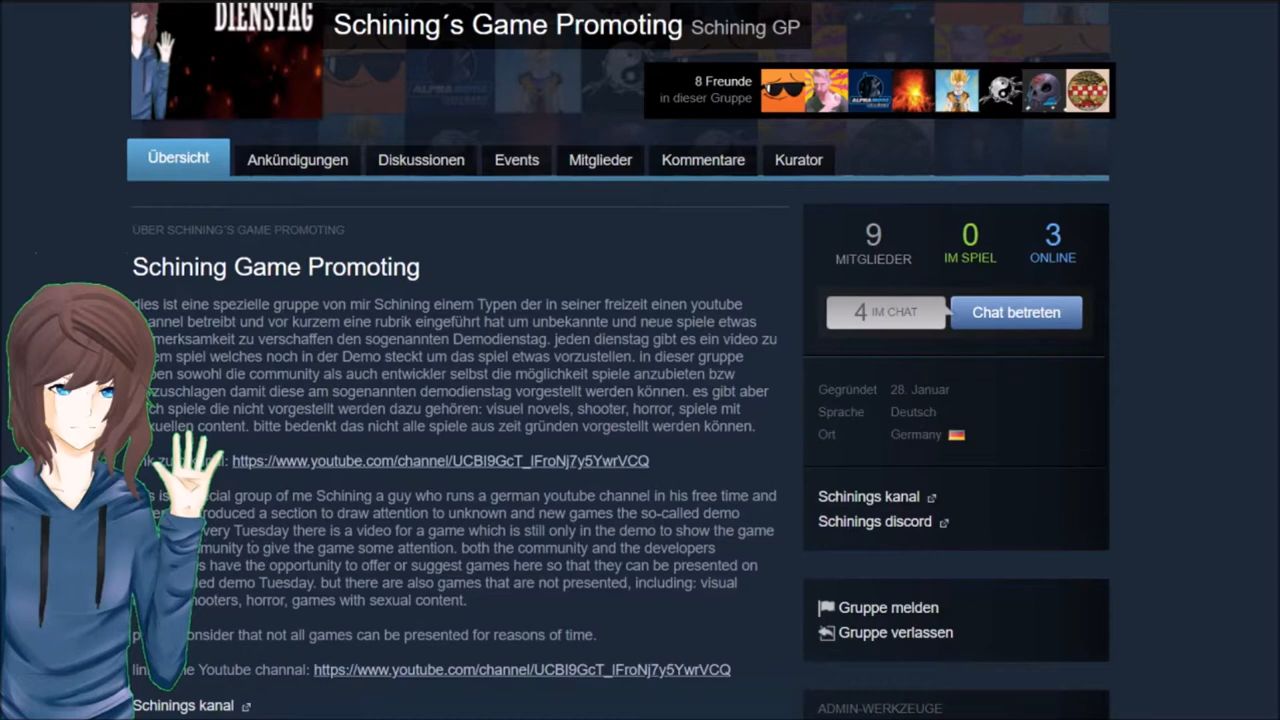 DIENSTAG
Schining´s Game Promoting Schining GP
8 Freunde
in dieser Gruppe
Übersicht Ankündigungen Diskussionen Events Mitglieder Kommentare Kurator
ÜBER SCHINING´S GAME PROMOTING
Schining Game Promoting
dies ist eine spezielle gruppe von mir Schining einem Typen der in seiner freizeit einen youtube
betreibt und vor kurzem eine rubrik eingeführt hat um unbekannte und neue spiele etwas
zu verschaffen den sogenannten Demodienstag. jeden dienstag gibt es ein video zu
spiel welches noch in der Demo steckt um das spiel etwas vorzustellen. in dieser gruppe
sowohl die community als auch entwickler selbst die möglichkeit spiele anzubieten bzw
damit diese am sogenannten demodienstag vorgestellt werden können. es gibt aber
spiele die nicht vorgestellt werden dazu gehören: visuel novels, shooter, horror, spiele mit
content. bitte bedenkt das nicht alle spiele aus zeit gründen vorgestellt werden können.
https://www.youtube.com/channel/UCBI9GcT_lFroNj7y5YwrVCQ
group of me Schining a guy who runs a german youtube channel in his free time and
a section to draw attention to unknown and new games the so-called demo
Tuesday there is a video for a game which is still only in the demo to show the game
to give the game some attention. both the community and the developers
have the opportunity to offer or suggest games here so that they can be presented on
demo Tuesday. but there are also games that are not presented, including: visual
horror, games with sexual content.
that not all games can be presented for reasons of time.
Youtube channal: https://www.youtube.com/channel/UCBI9GcT_lFroNj7y5YwrVCQ
Schinings kanal
9 0 3
MITGLIEDER IM SPIEL ONLINE
4 IM CHAT Chat betreten
Gegründet 28. Januar
Sprache Deutsch
Ort Germany
Schinings kanal
Schinings discord
Gruppe melden
Gruppe verlassen
ADMIN-WERKZEUGE